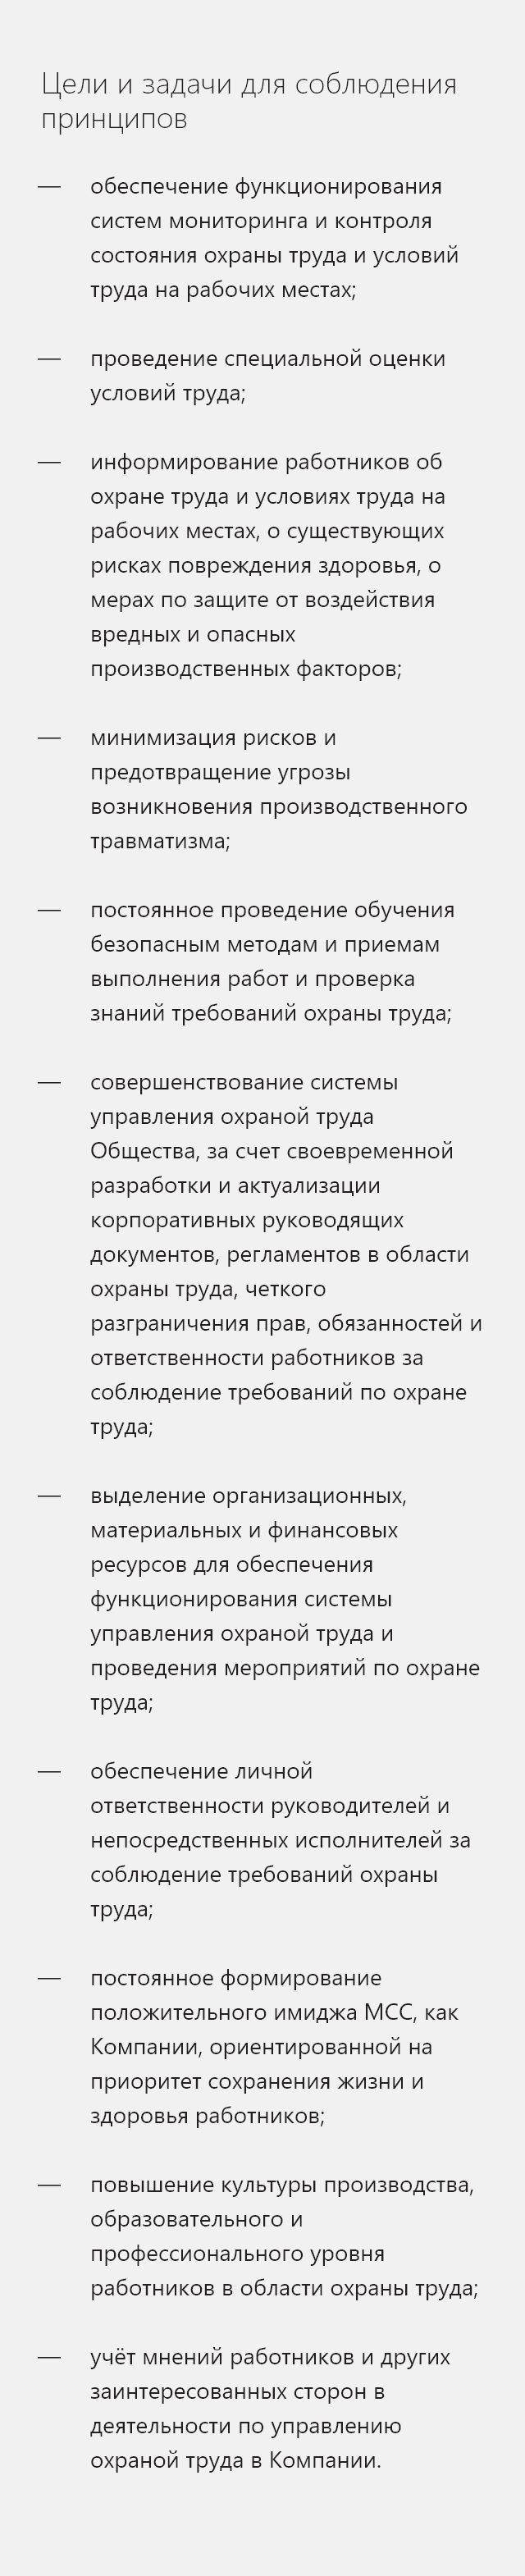 Цели и задачи для соблюдения
принципов
— обеспечение функционирования
систем мониторинга и контроля
состояния охраны труда и условий
труда на рабочих местах;
— проведение специальной оценки
условий труда;
— информирование работников об
охране труда и условиях труда на
рабочих местах, о существующих
рисках повреждения здоровья, о
мерах по защите от воздействия
вредных и опасных
производственных факторов;
— минимизация рисков и
предотвращение угрозы
возникновения производственного
травматизма;
— постоянное проведение обучения
безопасным методам и приемам
выполнения работ и проверка
знаний требований охраны труда;
— совершенствование системы
управления охраной труда
Общества, за счет своевременной
разработки и актуализации
корпоративных руководящих
документов, регламентов в области
охраны труда, четкого
разграничения прав, обязанностей и
ответственности работников за
соблюдение требований по охране
труда;
— выделение организационных,
материальных и финансовых
ресурсов для обеспечения
функционирования системы
управления охраной труда и
проведения мероприятий по охране
труда;
— обеспечение личной
ответственности руководителей и
непосредственных исполнителей за
соблюдение требований охраны
труда;
— постоянное формирование
положительного имиджа МСС, как
Компании, ориентированной на
приоритет сохранения жизни и
здоровья работников;
— повышение культуры производства,
образовательного и
профессионального уровня
работников в области охраны труда;
— учёт мнений работников и других
заинтересованных сторон в
деятельности по управлению
охраной труда в Компании.